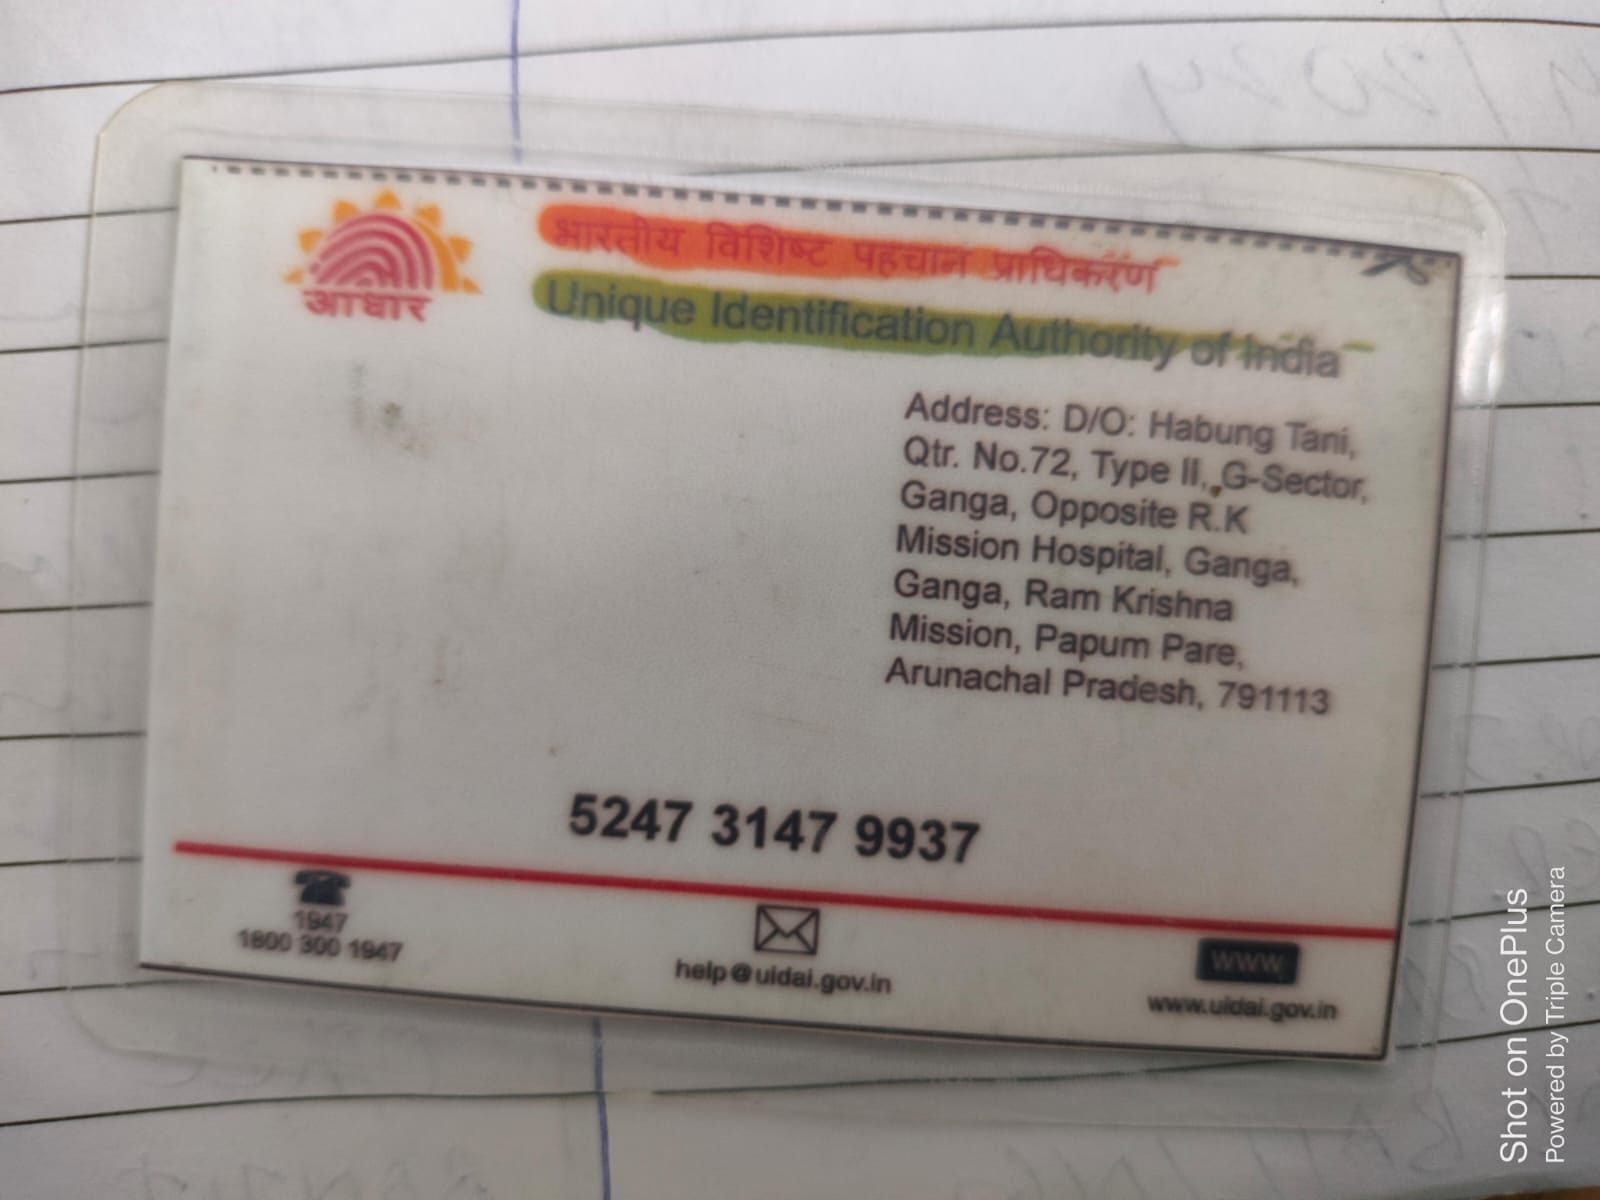 आधार
भारतीय विशिष्ट पहचान प्राधिकरण
Unique Identification Authority of India
Address: D/O: Habung Tani,
Qtr. No.72, Type II, G-Sector,
Ganga, Opposite R.K
Mission Hospital, Ganga,
Ganga, Ram Krishna
Mission, Papum Pare,
Arunachal Pradesh, 791113
5247 3147 9937
1947
1800 300 1947
help@uidai.gov.in
WWW
www.uidai.gov.in
Shot on OnePlus
Powered by Triple Camera